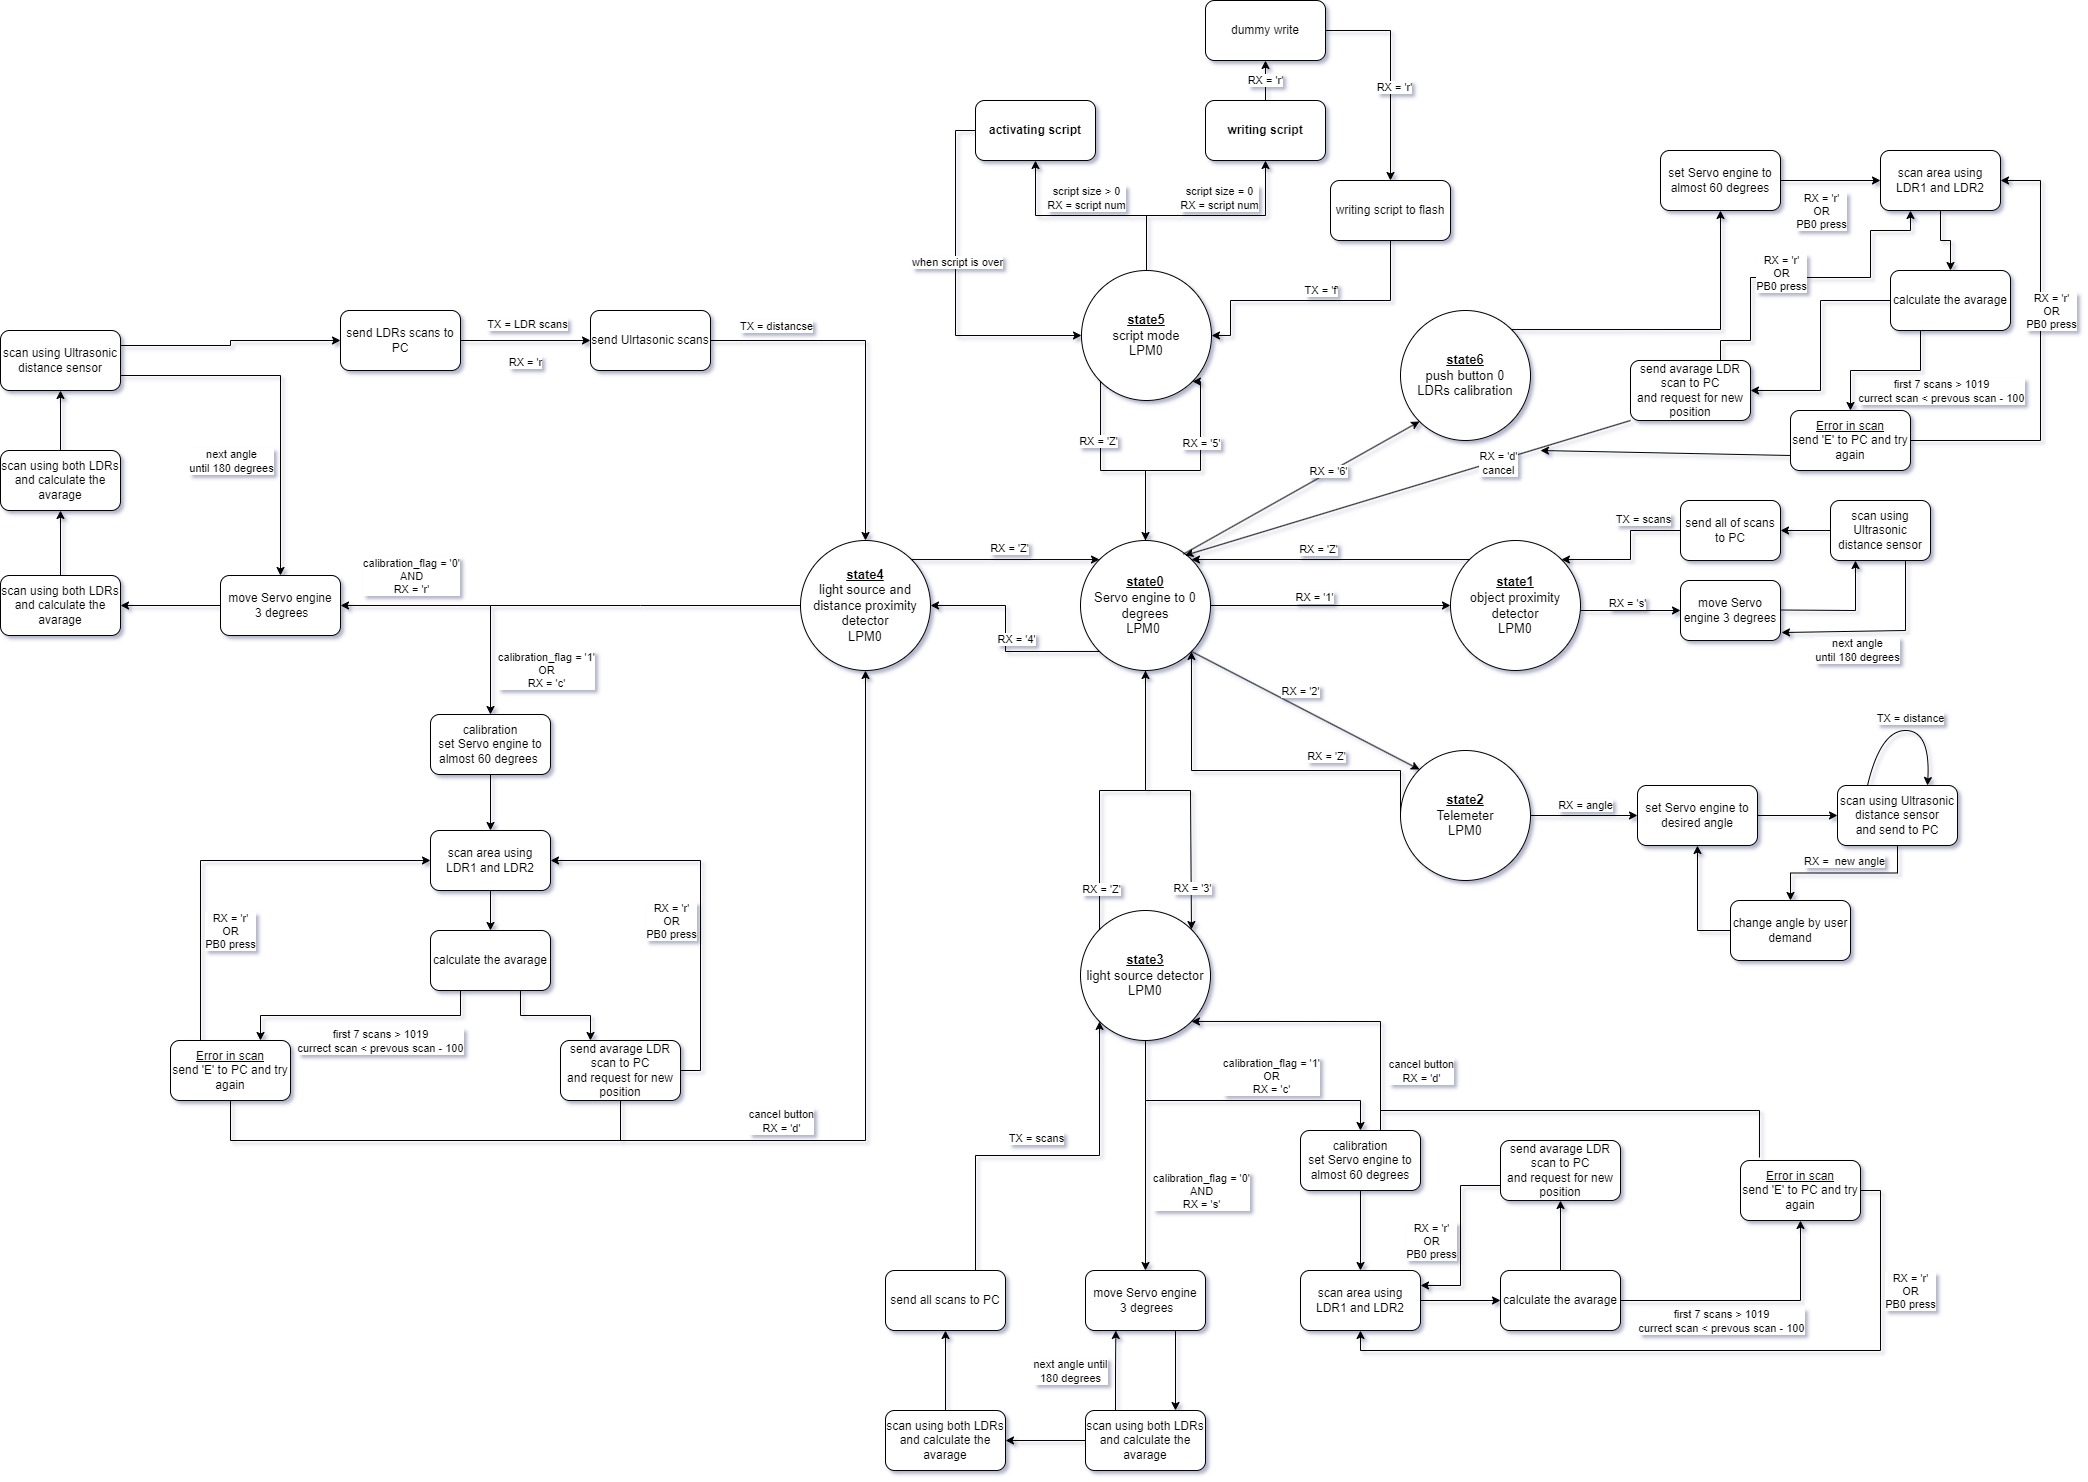 dummy write
RX = 'r'
RX = 'r'
activating script
writing script
script size > 0
RX = script num
script size = 0
RX = script num
writing script to flash
when script is over
TX = 'f'
state5
script mode
LPM0
RX = 'Z'
RX = '5'
set Servo engine to
almost 60 degrees
RX = 'r'
OR
PB0 press
scan area using
LDR1 and LDR2
RX = 'r'
OR
PB0 press
calculate the avarage
RX = 'r'
OR
PB0 press
state6
push button 0
LDRs calibration
send avarage LDR
scan to PC
and request for new
position
first 7 scans > 1019
currect scan < prevous scan - 100
Error in scan
send 'E' to PC and try
again
RX = '6'
RX = 'd'
cancel
scan using Ultrasonic
distance sensor
send LDRs scans to
PC
TX = LDR scans
RX = 'r
send Ulrtasonic scans
TX = distancse
next angle
until 180 degrees
scan using both LDRs
and calculate the
avarage
scan using both LDRs
and calculate the
avarage
move Servo engine
3 degrees
calibration_flag = '0'
AND
RX = 'r'
state4
light source and
distance proximity
detector
LPM0
RX = 'Z'
RX = '4'
state0
Servo engine to 0
degrees
LPM0
RX = 'Z'
RX = '1'
state1
object proximity
detector
LPM0
TX = scans
send all of scans
to PC
scan using
Ultrasonic
distance sensor
RX = 's'
move Servo
engine 3 degrees
next angle
until 180 degrees
calibration_flag = '1'
OR
RX = 'c'
calibration
set Servo engine to
almost 60 degrees
scan area using
LDR1 and LDR2
RX = 'r'
OR
PB0 press
RX = 'r'
OR
PB0 press
calculate the avarage
first 7 scans > 1019
currect scan < prevous scan - 100
Error in scan
send 'E' to PC and try
again
send avarage LDR
scan to PC
and request for new
position
cancel button
RX = 'd'
RX = '2'
RX = 'Z'
state2
Telemeter
LPM0
RX = angle
set Servo engine to
desired angle
TX = distance
scan using Ultrasonic
distance sensor
and send to PC
RX =  new angle
change angle by user
demand
RX = 'Z'
RX = '3'
state3
light source detector
LPM0
calibration_flag = '1'
OR
RX = 'c'
cancel button
RX = 'd'
TX = scans
calibration_flag = '0'
AND
RX = 's'
calibration
set Servo engine to
almost 60 degrees
send avarage LDR
scan to PC
and request for new
position
Error in scan
send 'E' to PC and try
again
RX = 'r'
OR
PB0 press
send all scans to PC
move Servo engine
3 degrees
scan area using
LDR1 and LDR2
calculate the avarage
first 7 scans > 1019
currect scan < prevous scan - 100
RX = 'r'
OR
PB0 press
next angle until
180 degrees
scan using both LDRs
and calculate the
avarage
scan using both LDRs
and calculate the
avarage